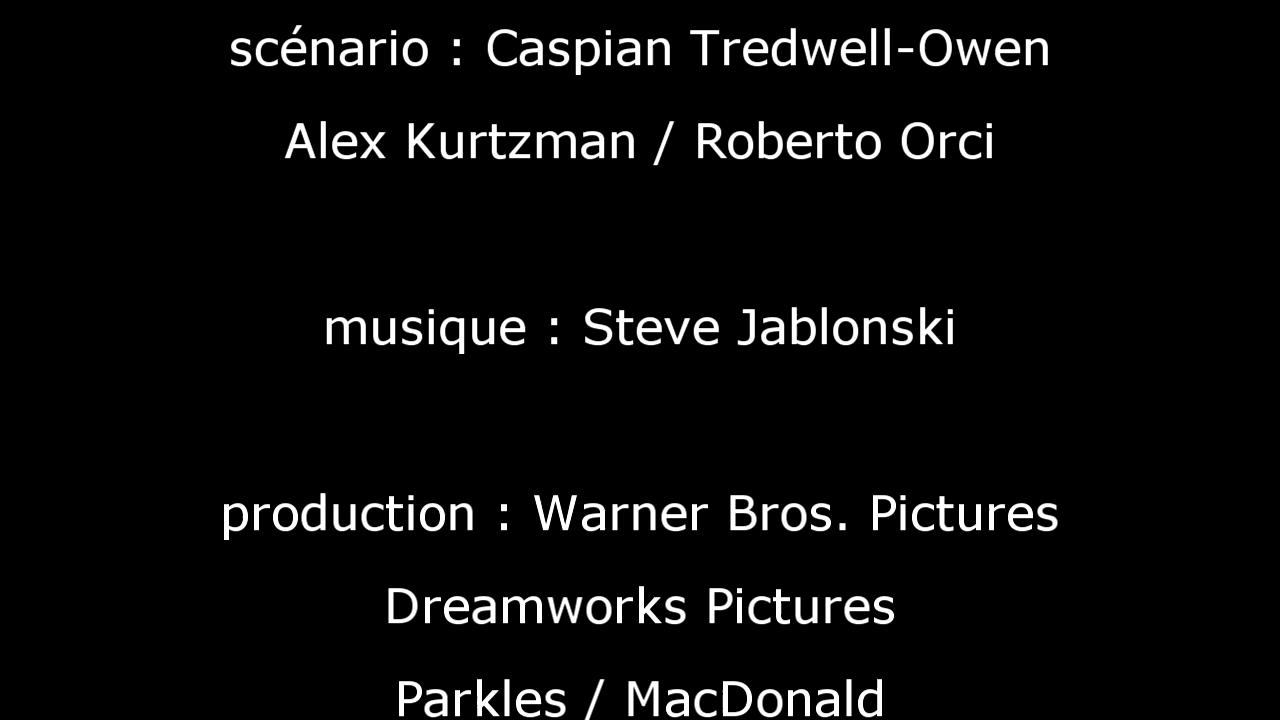 scénario : Caspian Tredwell-Owen
Alex Kurtzman / Roberto Orci
musique : Steve Jablonski
production : Warner Bros. Pictures
Dreamworks Pictures
Parkles / MacDonald